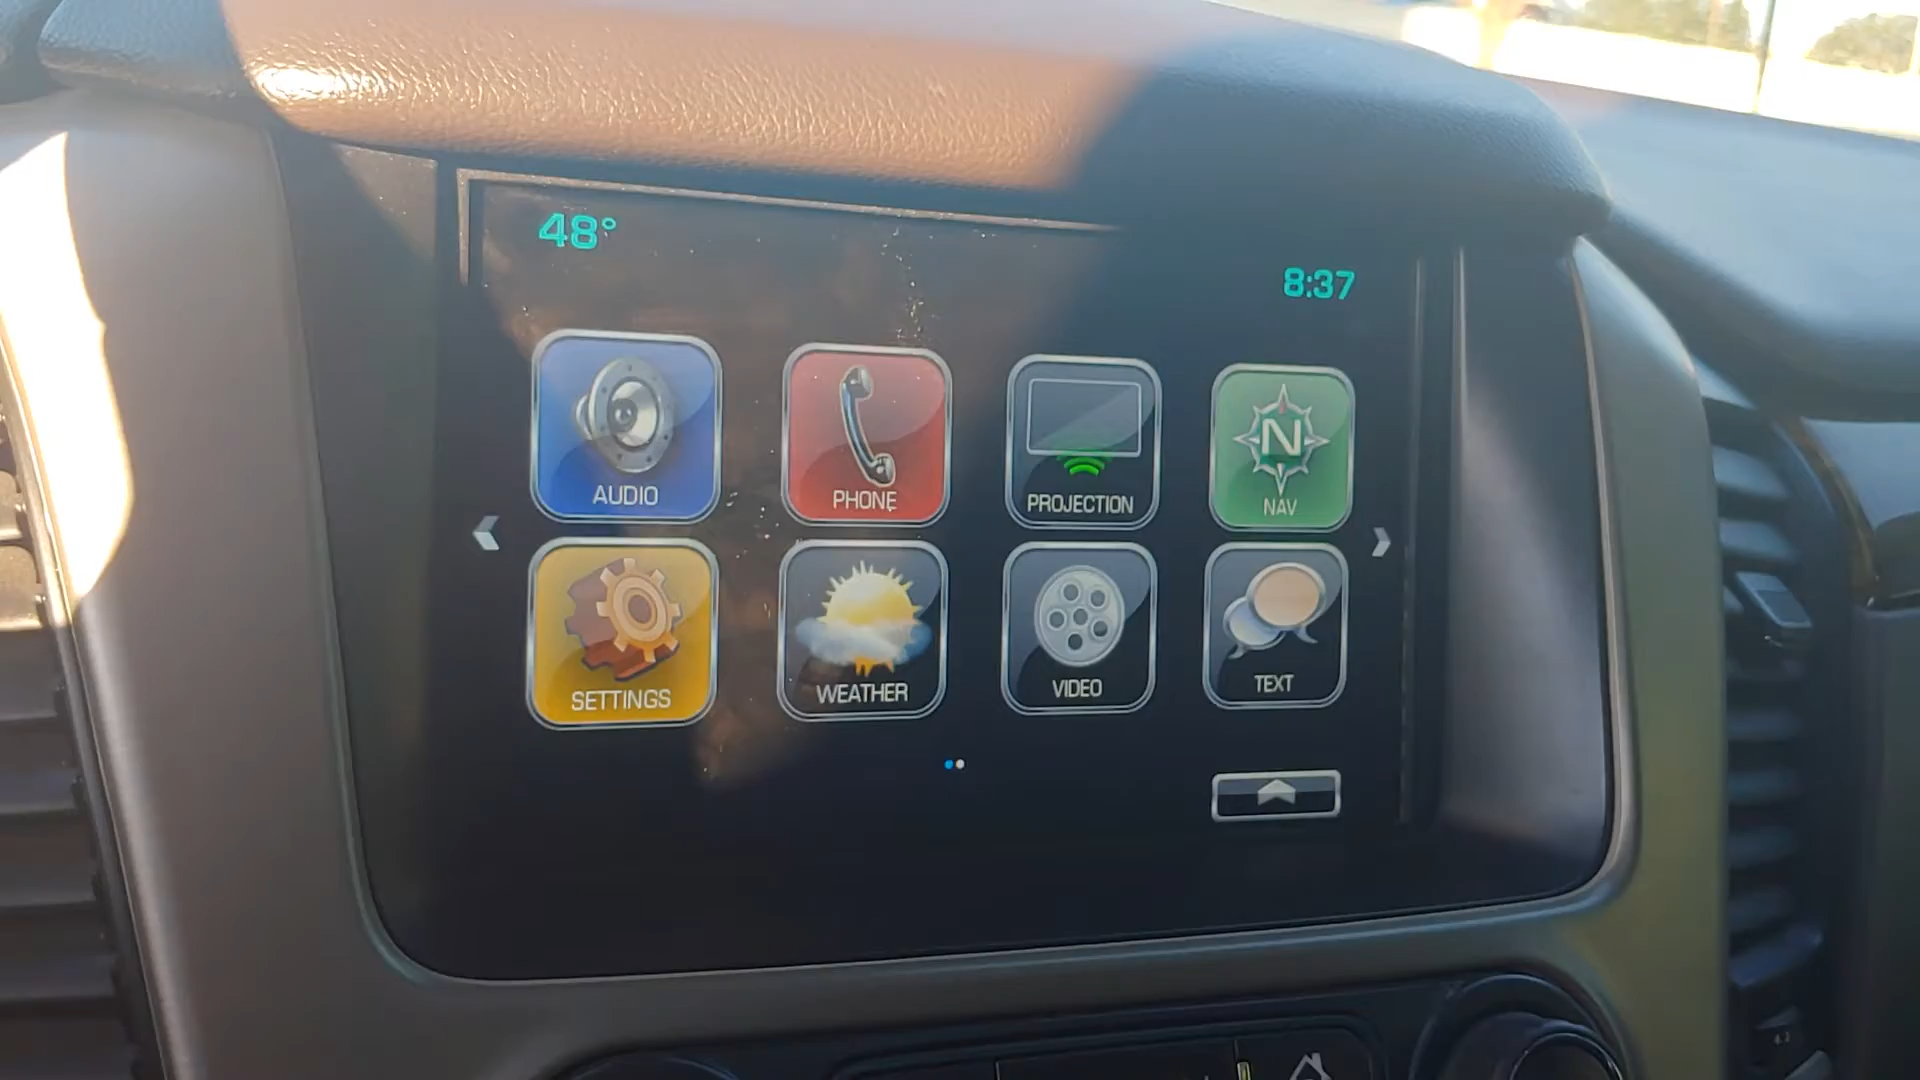 48°
8:37
AUDIO
PHONE
PROJECTION
N
NAV
SETTINGS
WEATHER
VIDEO
TEXT